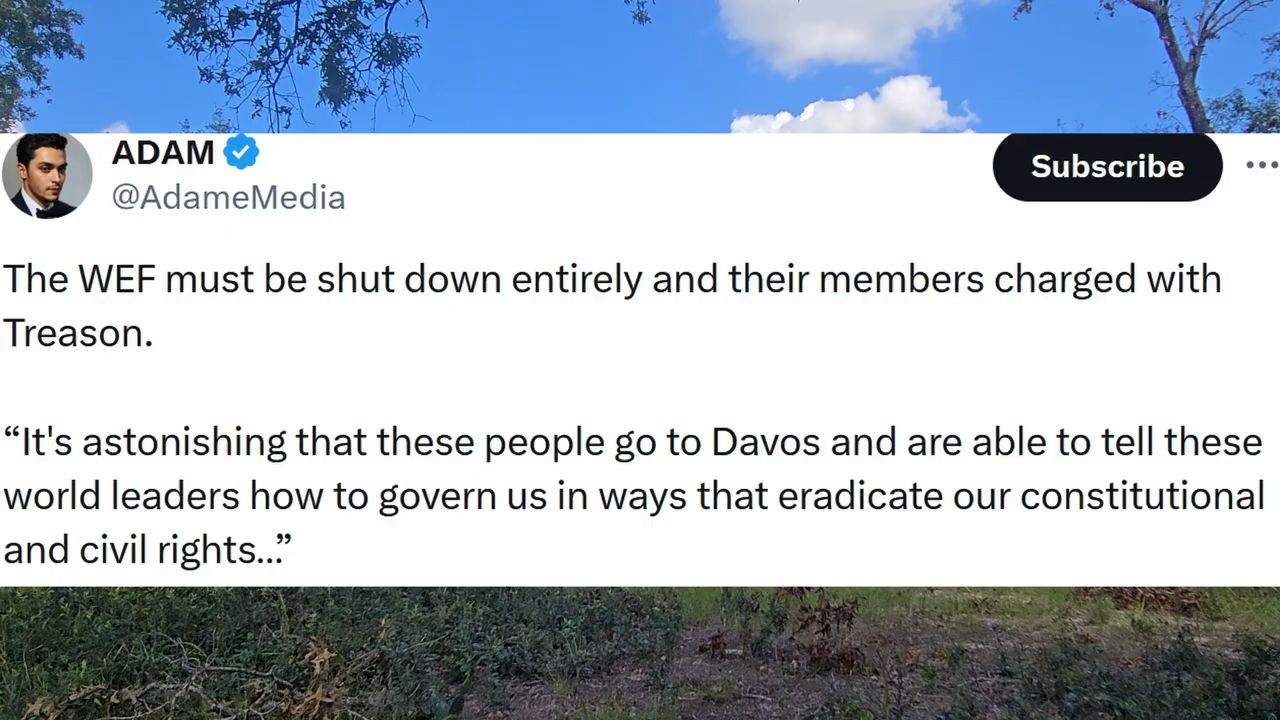 ADAM
Subscribe
@AdameMedia
The WEF must be shut down entirely and their members charged with
Treason.
“It's astonishing that these people go to Davos and are able to tell these
world leaders how to govern us in ways that eradicate our constitutional
and civil rights...”